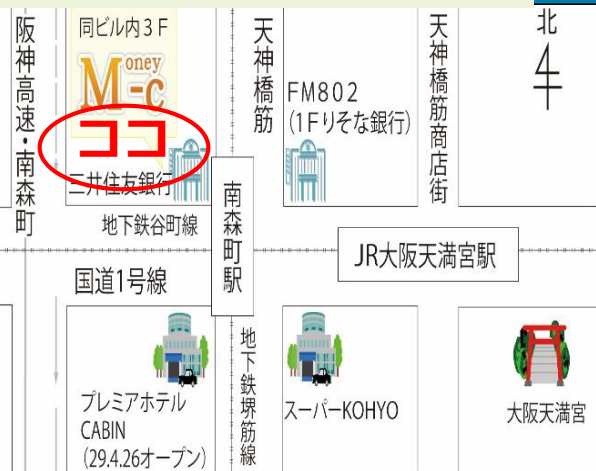 阪神高速・南森町
同ビル内3F
Money
M-c
ココ
三井住友銀行
天神橋筋
FM802
(1Fりそな銀行)
天神橋筋商店街
北
地下鉄谷町線
南森町駅
JR大阪天満宮駅
国道1号線
プレミアホテル
CABIN
(29.4.26オープン)
地下鉄堺筋線
スーパーKOHYO
大阪天満宮